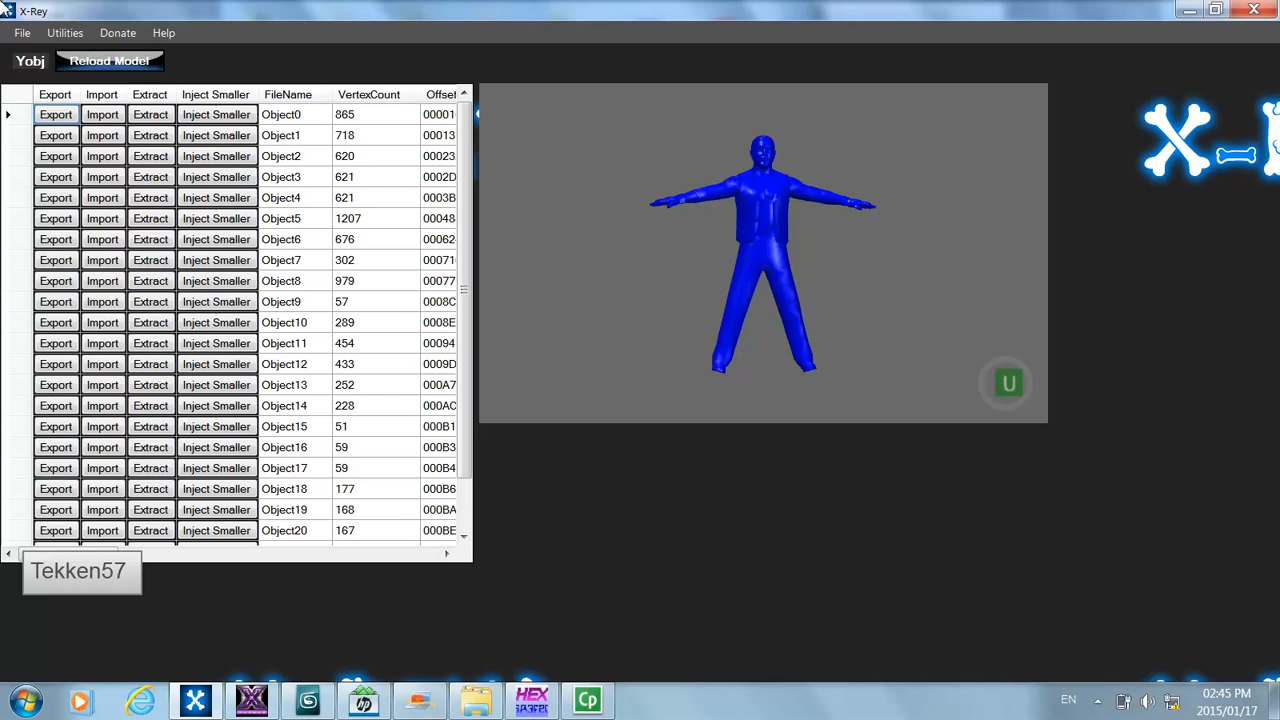 X-Rey
File Utilities Donate Help
Yobj Reload Model
Export Import Extract Inject Smaller FileName VertexCount Offset
Export Import Extract Inject Smaller Object0 865 00001
Export Import Extract Inject Smaller Object1 718 00013
Export Import Extract Inject Smaller Object2 620 00023
Export Import Extract Inject Smaller Object3 621 0002D
Export Import Extract Inject Smaller Object4 621 0003B
Export Import Extract Inject Smaller Object5 1207 00048
Export Import Extract Inject Smaller Object6 676 00062
Export Import Extract Inject Smaller Object7 302 00071
Export Import Extract Inject Smaller Object8 979 00077
Export Import Extract Inject Smaller Object9 57 0008C
Export Import Extract Inject Smaller Object10 289 0008E
Export Import Extract Inject Smaller Object11 454 00094
Export Import Extract Inject Smaller Object12 433 0009D
Export Import Extract Inject Smaller Object13 252 000A7
Export Import Extract Inject Smaller Object14 228 000AC
Export Import Extract Inject Smaller Object15 51 000B1
Export Import Extract Inject Smaller Object16 59 000B3
Export Import Extract Inject Smaller Object17 59 000B4
Export Import Extract Inject Smaller Object18 177 000B6
Export Import Extract Inject Smaller Object19 168 000BA
Export Import Extract Inject Smaller Object20 167 000BE
X-
U
Tekken57
hp
HEX
Cp
EN
02:45 PM
2015/01/17